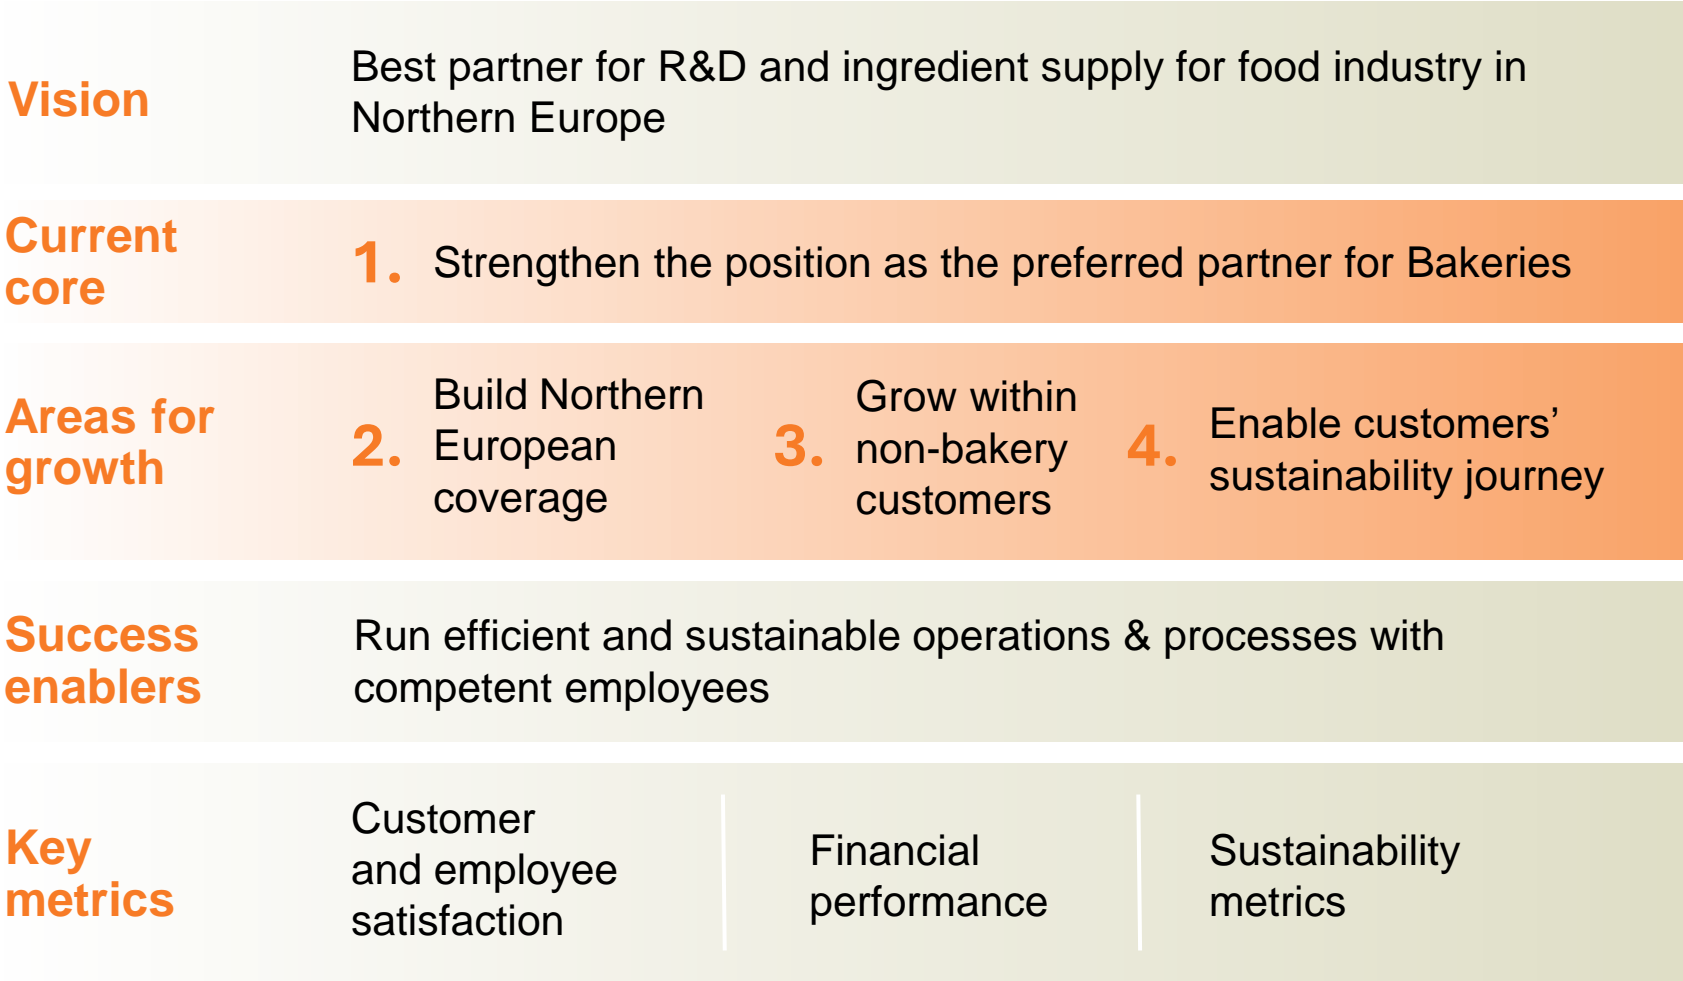 Vision
Best partner for R&D and ingredient supply for food industry in
Northern Europe
Current
core
1.
Strengthen the position as the preferred partner for Bakeries
Areas for
growth
2.
Build Northern
European
coverage
3.
Grow within
non-bakery
customers
4.
Enable customers’
sustainability journey
Success
enablers
Run efficient and sustainable operations & processes with
competent employees
Key
metrics
Customer
and employee
satisfaction
Financial
performance
Sustainability
metrics